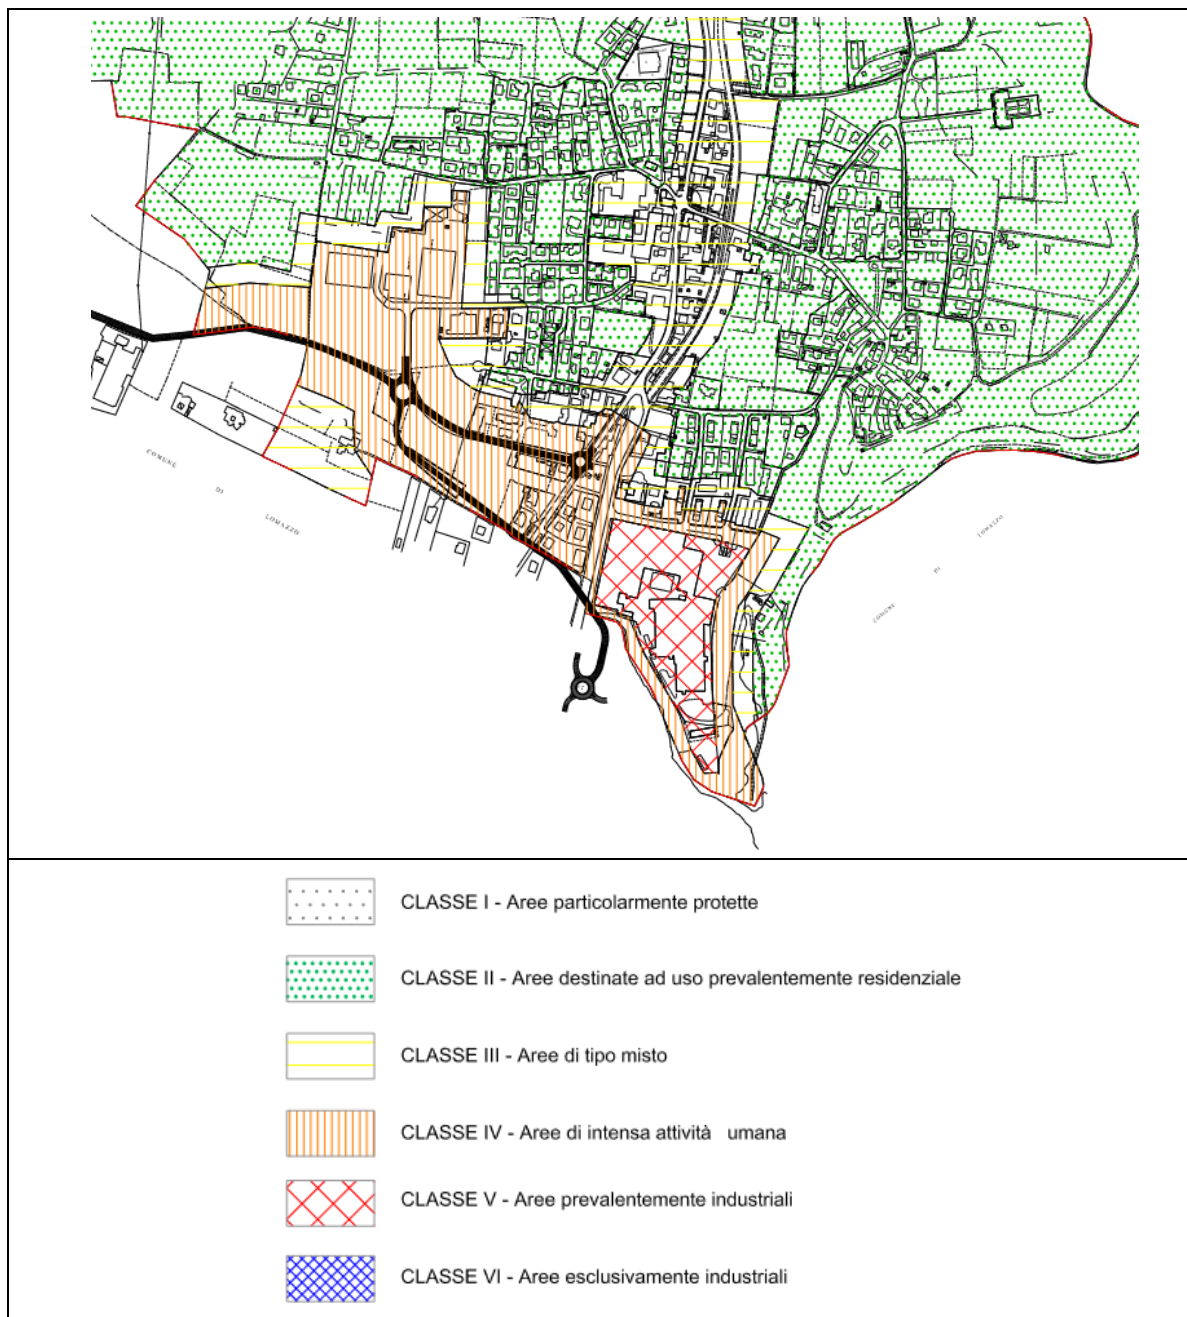 COMUNE
DI
LOMAZZO
LOMAZZO
DI
COMUNE
CLASSE I - Aree particolarmente protette
CLASSE II - Aree destinate ad uso prevalentemente residenziale
CLASSE III - Aree di tipo misto
CLASSE IV - Aree di intensa attività umana
CLASSE V - Aree prevalentemente industriali
CLASSE VI - Aree esclusivamente industriali